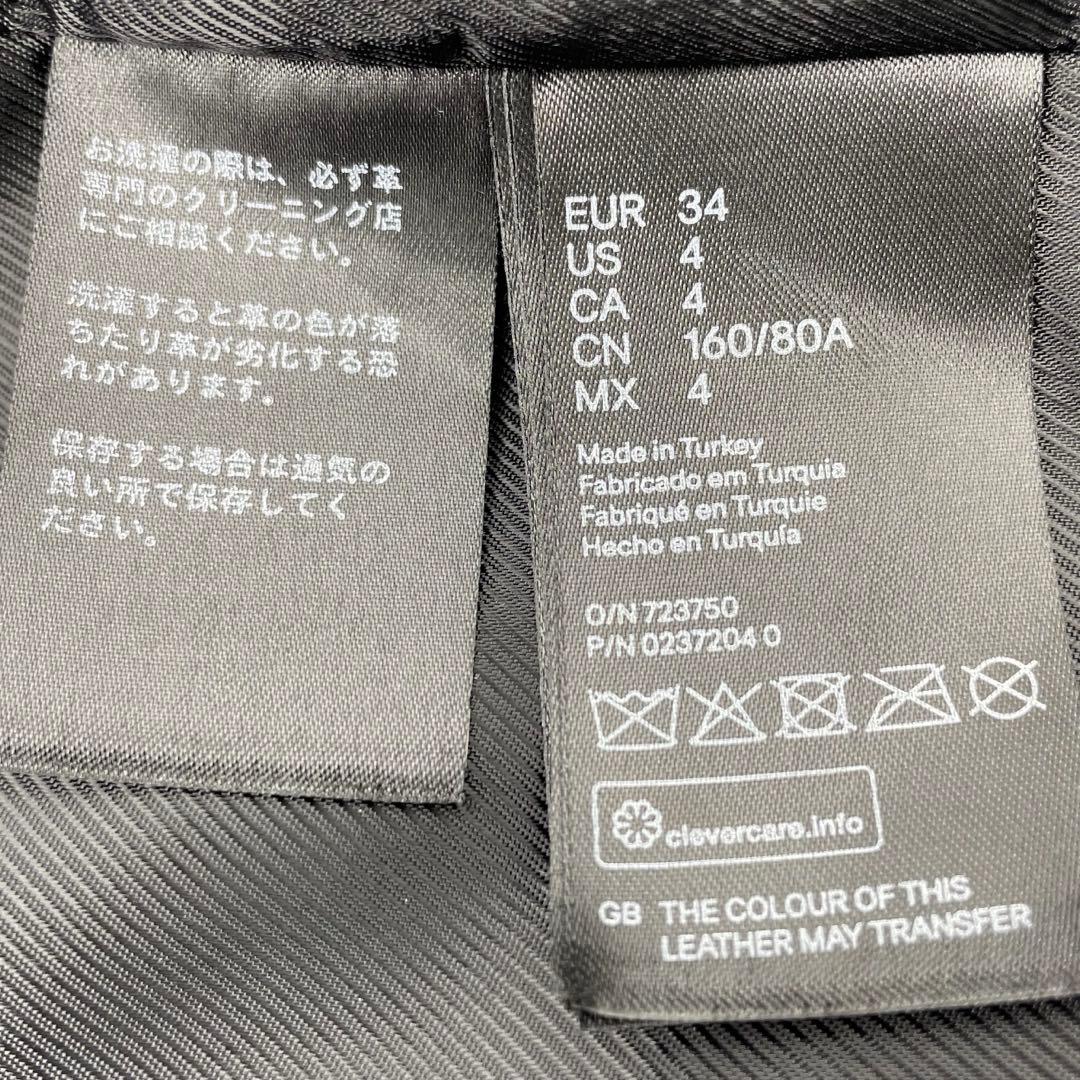 お洗濯の際は、必ず革
専門のクリーニング店
にご相談ください。
洗濯すると革の色が落
ちたり革が劣化する恐
れがあります。
保存する場合は通気の
良い所で保存してく
ださい。
EUR 34
US 4
CA 4
CN 160/80A
MX 4
Made in Turkey
Fabricado em Turquia
Fabriqué en Turquie
Hecho en Turquía
O/N 723750
P/N 0237204 0
clevercare.info
GB THE COLOUR OF THIS
LEATHER MAY TRANSFER